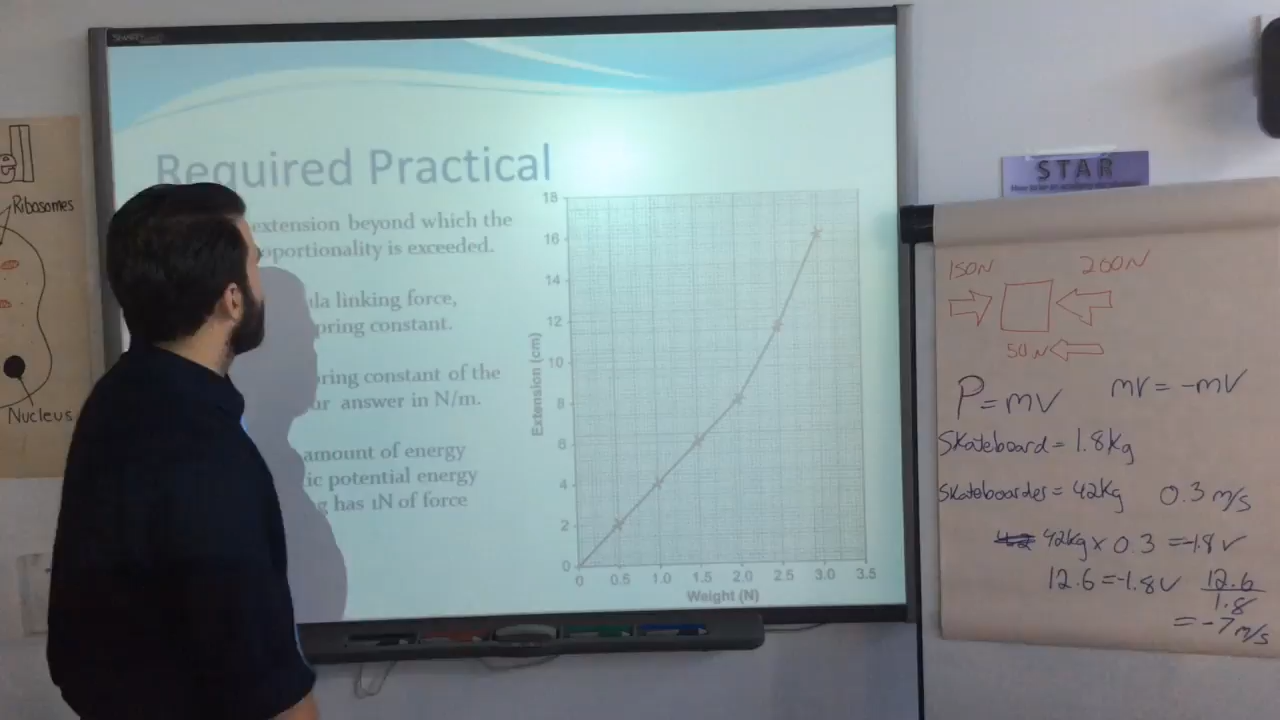 Ribosomes
Nucleus
Required Practical
extension beyond which the
oportionality is exceeded.
ula linking force,
pring constant.
ring constant of the
ur answer in N/m.
amount of energy
ic potential energy
g has 1N of force
18
16
14
12
10
8
6
4
2
0
Extension (cm)
0 0.5 1.0 1.5 2.0 2.5 3.0 3.5
Weight (N)
STAR
150N 200N
50N
P=mv mv = -mv
Skateboard = 1.8kg
Skateboarder = 42kg 0.3 m/s
42kg x 0.3 = -1.8 v
12.6 = -1.8v 12.6
1.8
= -7 m/s